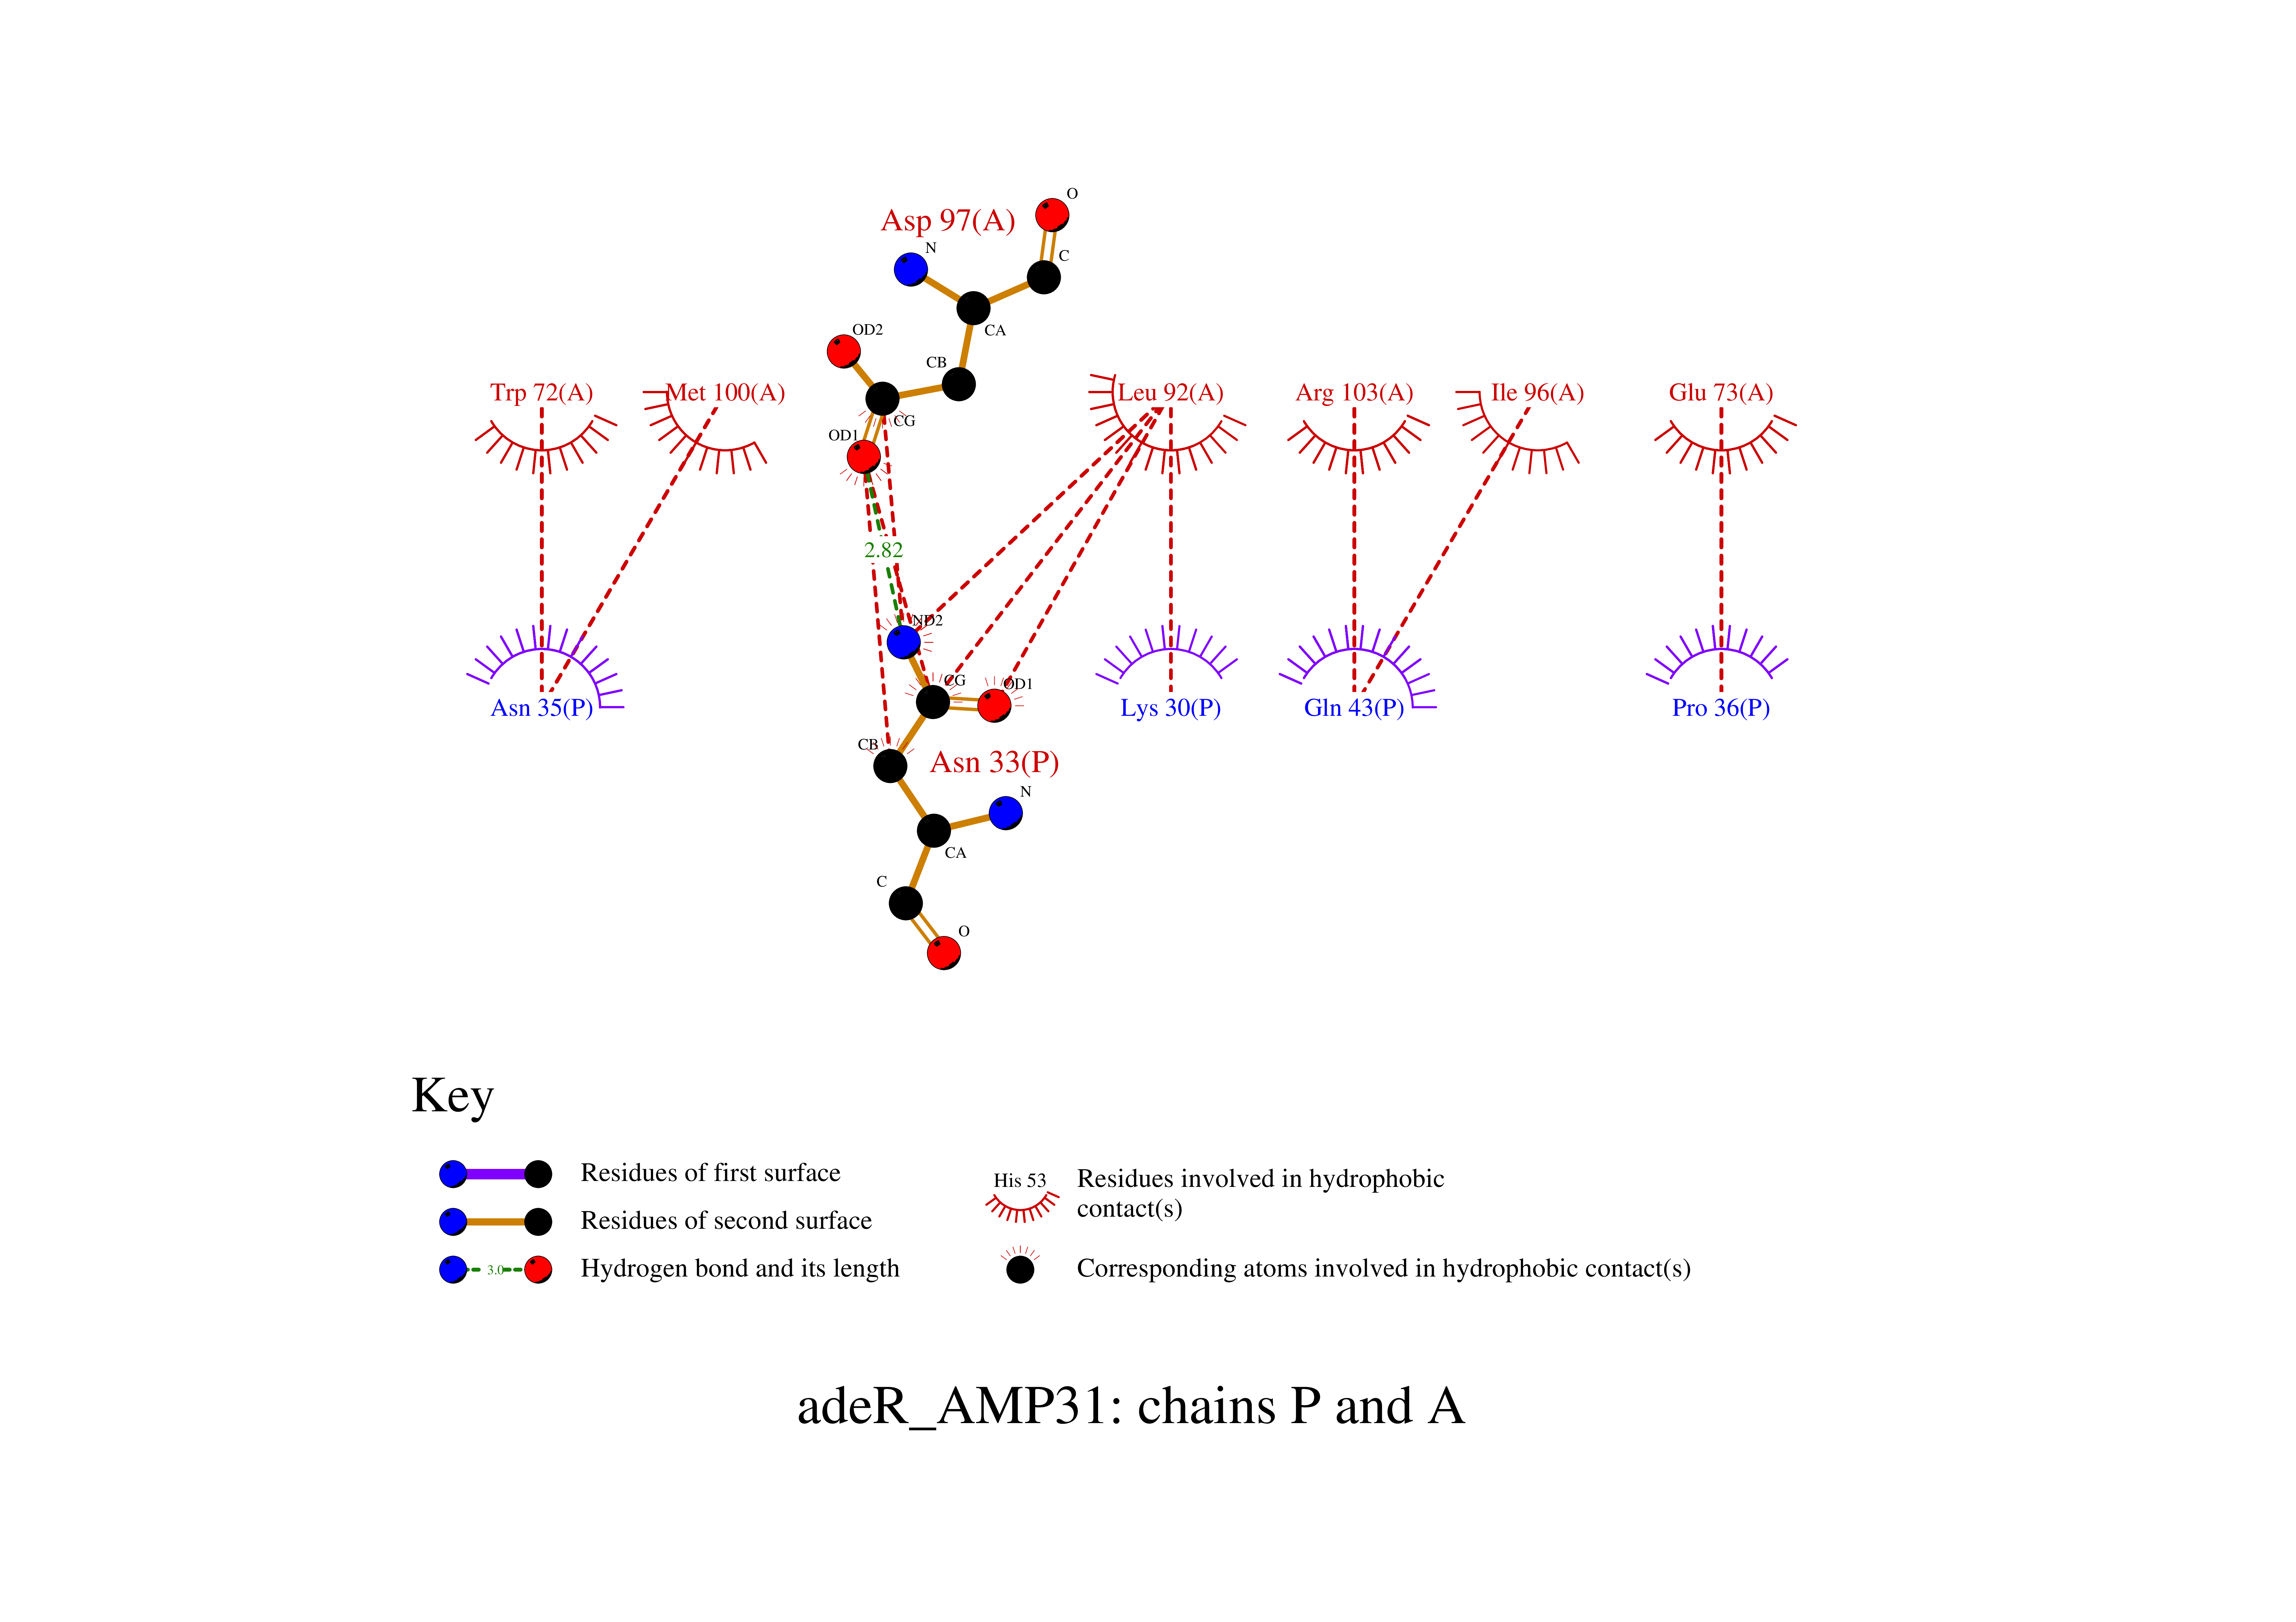 O
Asp 97(A)
N
C
OD2
CA
CB
Trp 72(A)
Met 100(A)
Leu 92(A)
Arg 103(A)
Ile 96(A)
Glu 73(A)
CG
OD1
2.82
ND2
CG
OD1
Asn 35(P)
Lys 30(P)
Gln 43(P)
Pro 36(P)
CB
Asn 33(P)
N
CA
C
O
Key
Residues of first surface
Residues of second surface
3.0
Hydrogen bond and its length
His 53
Residues involved in hydrophobic
contact(s)
Corresponding atoms involved in hydrophobic contact(s)
adeR_AMP31: chains P and A